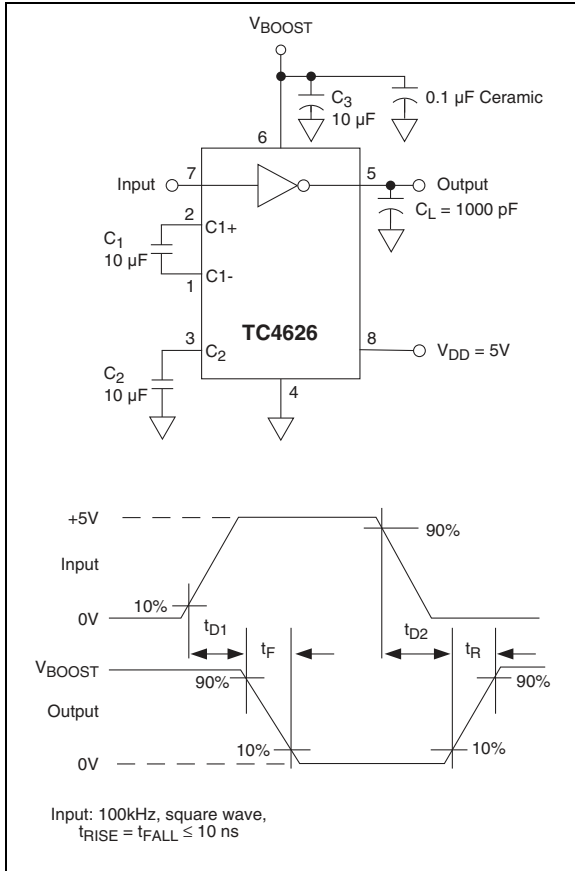 VBOOST
C3
10 µF
0.1 µF Ceramic
6
Input
7
5
Output
CL = 1000 pF
2
C1+
C1
10 µF
C1-
1
TC4626
3
C2
8
VDD = 5V
C2
10 µF
4
+5V
90%
Input
10%
0V
tD1
tF
tD2
tR
VBOOST
90%
90%
Output
10%
10%
0V
Input: 100kHz, square wave,
tRISE = tFALL ≤ 10 ns